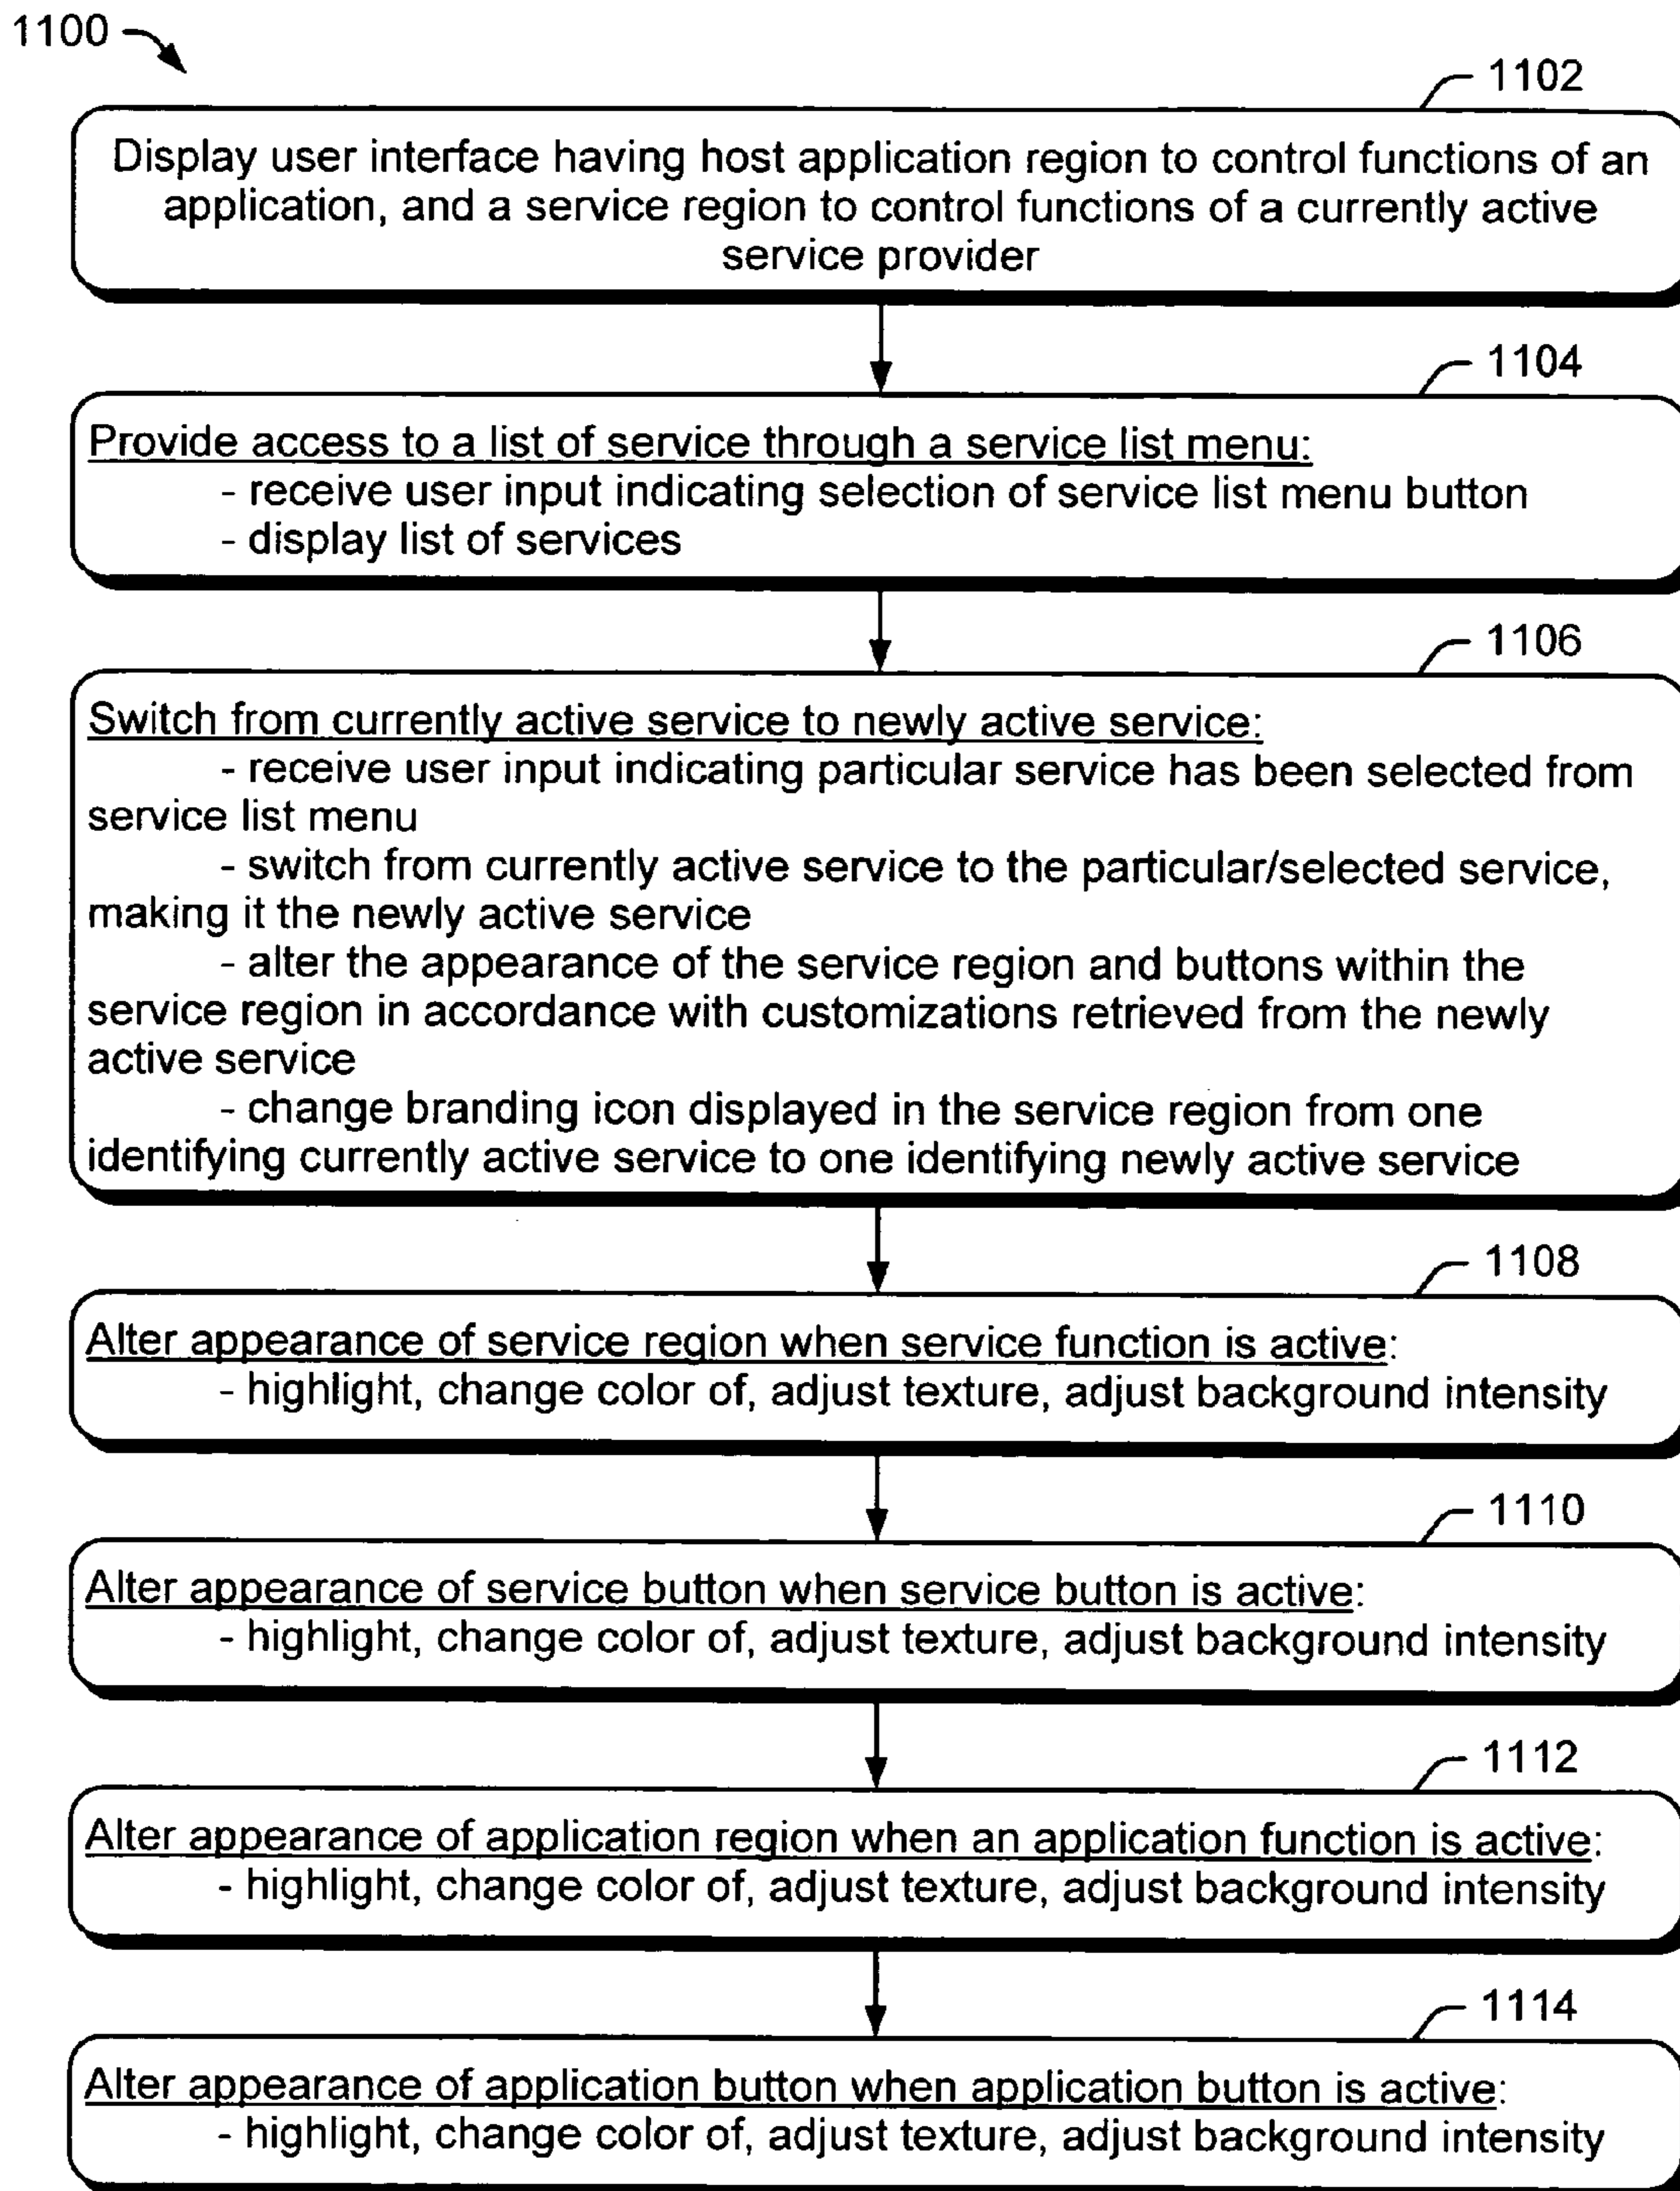 1100
1102
Display user interface having host application region to control functions of an
application, and a service region to control functions of a currently active
service provider
1104
Provide access to a list of service through a service list menu:
- receive user input indicating selection of service list menu button
- display list of services
1106
Switch from currently active service to newly active service:
- receive user input indicating particular service has been selected from
service list menu
- switch from currently active service to the particular/selected service,
making it the newly active service
- alter the appearance of the service region and buttons within the
service region in accordance with customizations retrieved from the newly
active service
- change branding icon displayed in the service region from one
identifying currently active service to one identifying newly active service
1108
Alter appearance of service region when service function is active:
- highlight, change color of, adjust texture, adjust background intensity
1110
Alter appearance of service button when service button is active:
- highlight, change color of, adjust texture, adjust background intensity
1112
Alter appearance of application region when an application function is active:
- highlight, change color of, adjust texture, adjust background intensity
1114
Alter appearance of application button when application button is active:
- highlight, change color of, adjust texture, adjust background intensity